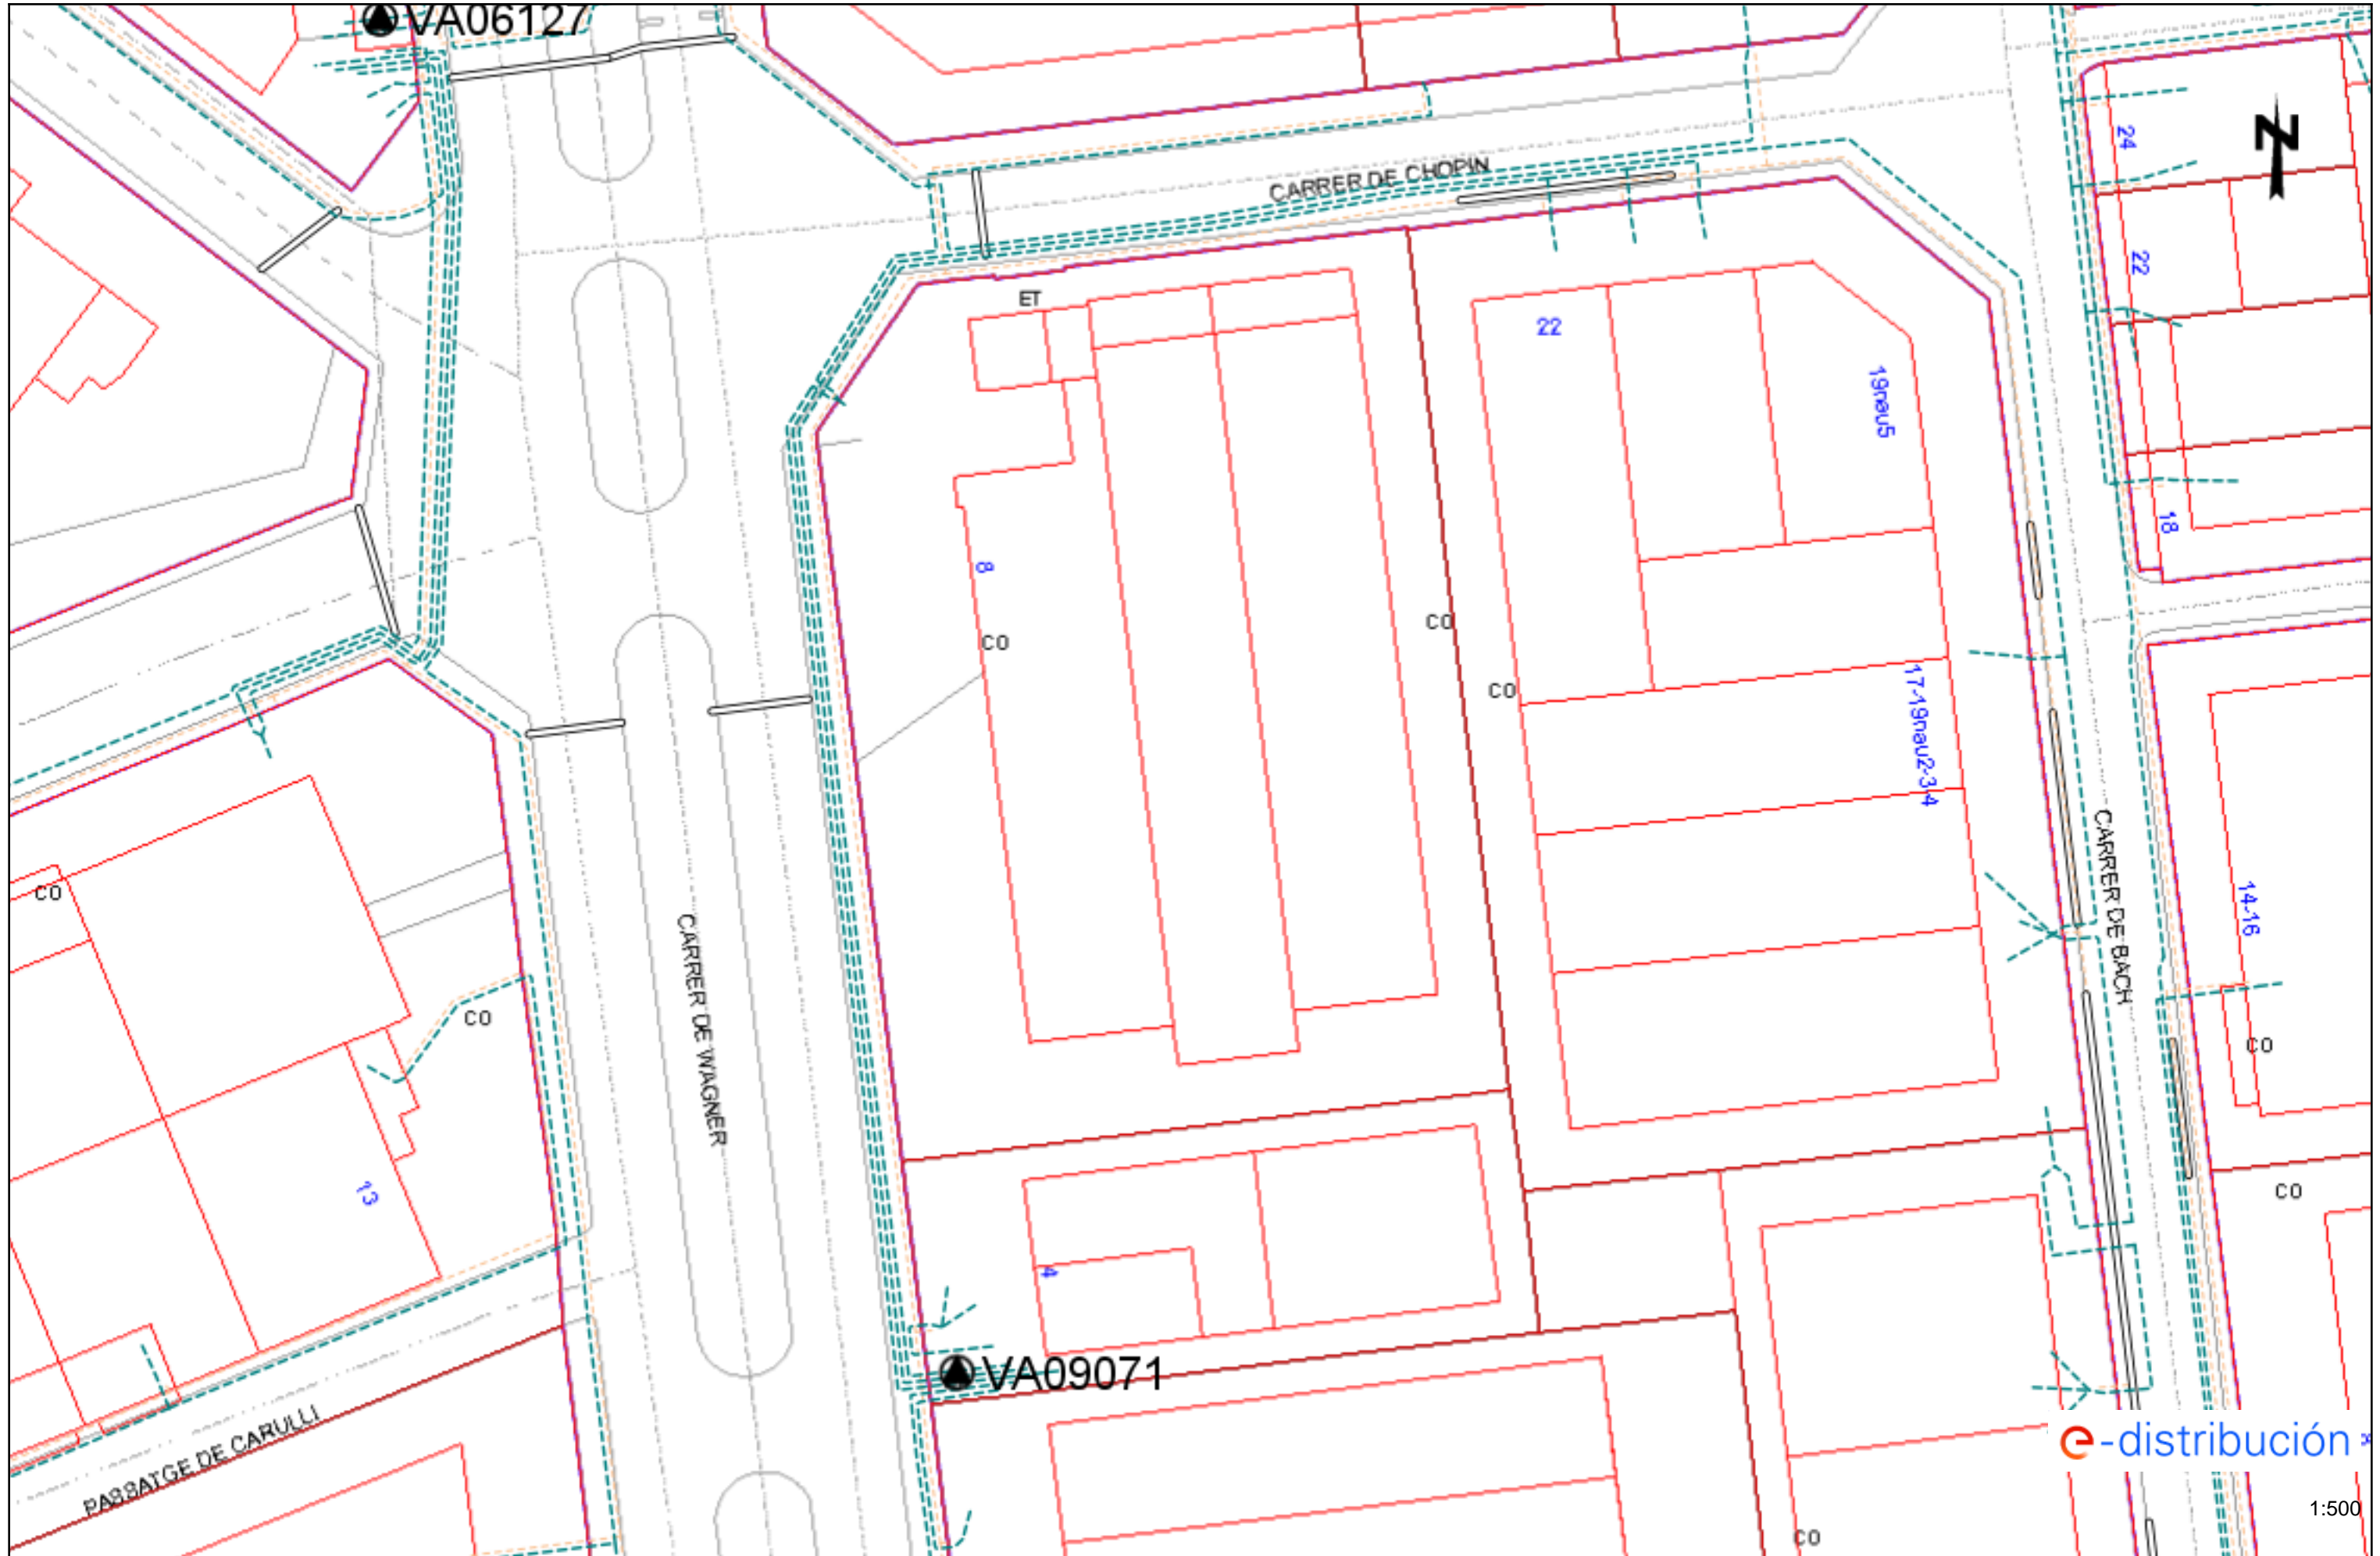 VA06127
N
24
CARRER DE CHOPIN
22
ET
22
19nau5
18
8
CO
CO
CO
17-19nau2-3-4
CARRER DE BACH
CO
14-16
CARRER DE WAGNER
CO
CO
13
CO
4
VA09071
PASSATGE DE CARULLI
e-distribución
1:500
CO